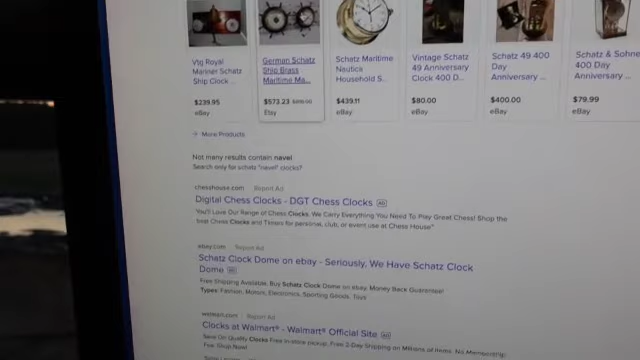 Vtg Royal
Mariner Schatz
Ship Clock ...
$239.95
eBay
German Schatz
Ship Brass
Maritime Ma...
$573.23
Etsy
Schatz Maritime
Nautica
Household S...
$439.11
eBay
Vintage Schatz
49 Anniversary
Clock 400 D...
$80.00
eBay
Schatz 49 400
Day
Anniversary ...
$400.00
eBay
Schatz & Sohne
400 Day
Anniversary ...
$79.99
eBay
+ More Products
Not many results contain navel
Search only for schatz "navel" clocks?
chesshouse.com Report Ad
Digital Chess Clocks - DGT Chess Clocks AD
You'll Love Our Range of Chess Clocks. We Carry Everything You Need To Play Great Chess! Shop the
best Chess Clocks and Timers for personal, club, or event use at Chess House™
ebay.com Report Ad
Schatz Clock Dome on ebay - Seriously, We Have Schatz Clock
Dome AD
Free Shipping Available. Buy Schatz Clock Dome on ebay. Money Back Guarantee!
Types: Fashion, Motors, Electronics, Sporting Goods, Toys
walmart.com Report Ad
Clocks at Walmart® - Walmart® Official Site AD
Save On Quality Clocks Free in-store pickup, Free 2-Day Shipping on Millions of Items. No Membership
Fee. Shop Now!